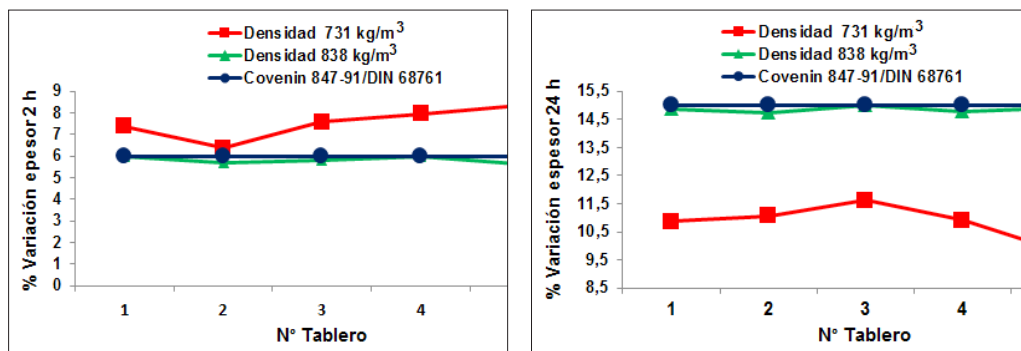 Densidad 731 kg/m³
Densidad 838 kg/m³
Covenin 847-91/DIN 68761
% Variación epesor 2 h
9
8
7
6
5
4
3
2
1
0
1 2 3 4
N° Tablero
Densidad 731 kg/m³
Densidad 838 kg/m³
Covenin 847-91/DIN 68761
% Variación espesor 24 h
15,5
14,5
13,5
12,5
11,5
10,5
9,5
8,5
1 2 3 4
N° Tablero